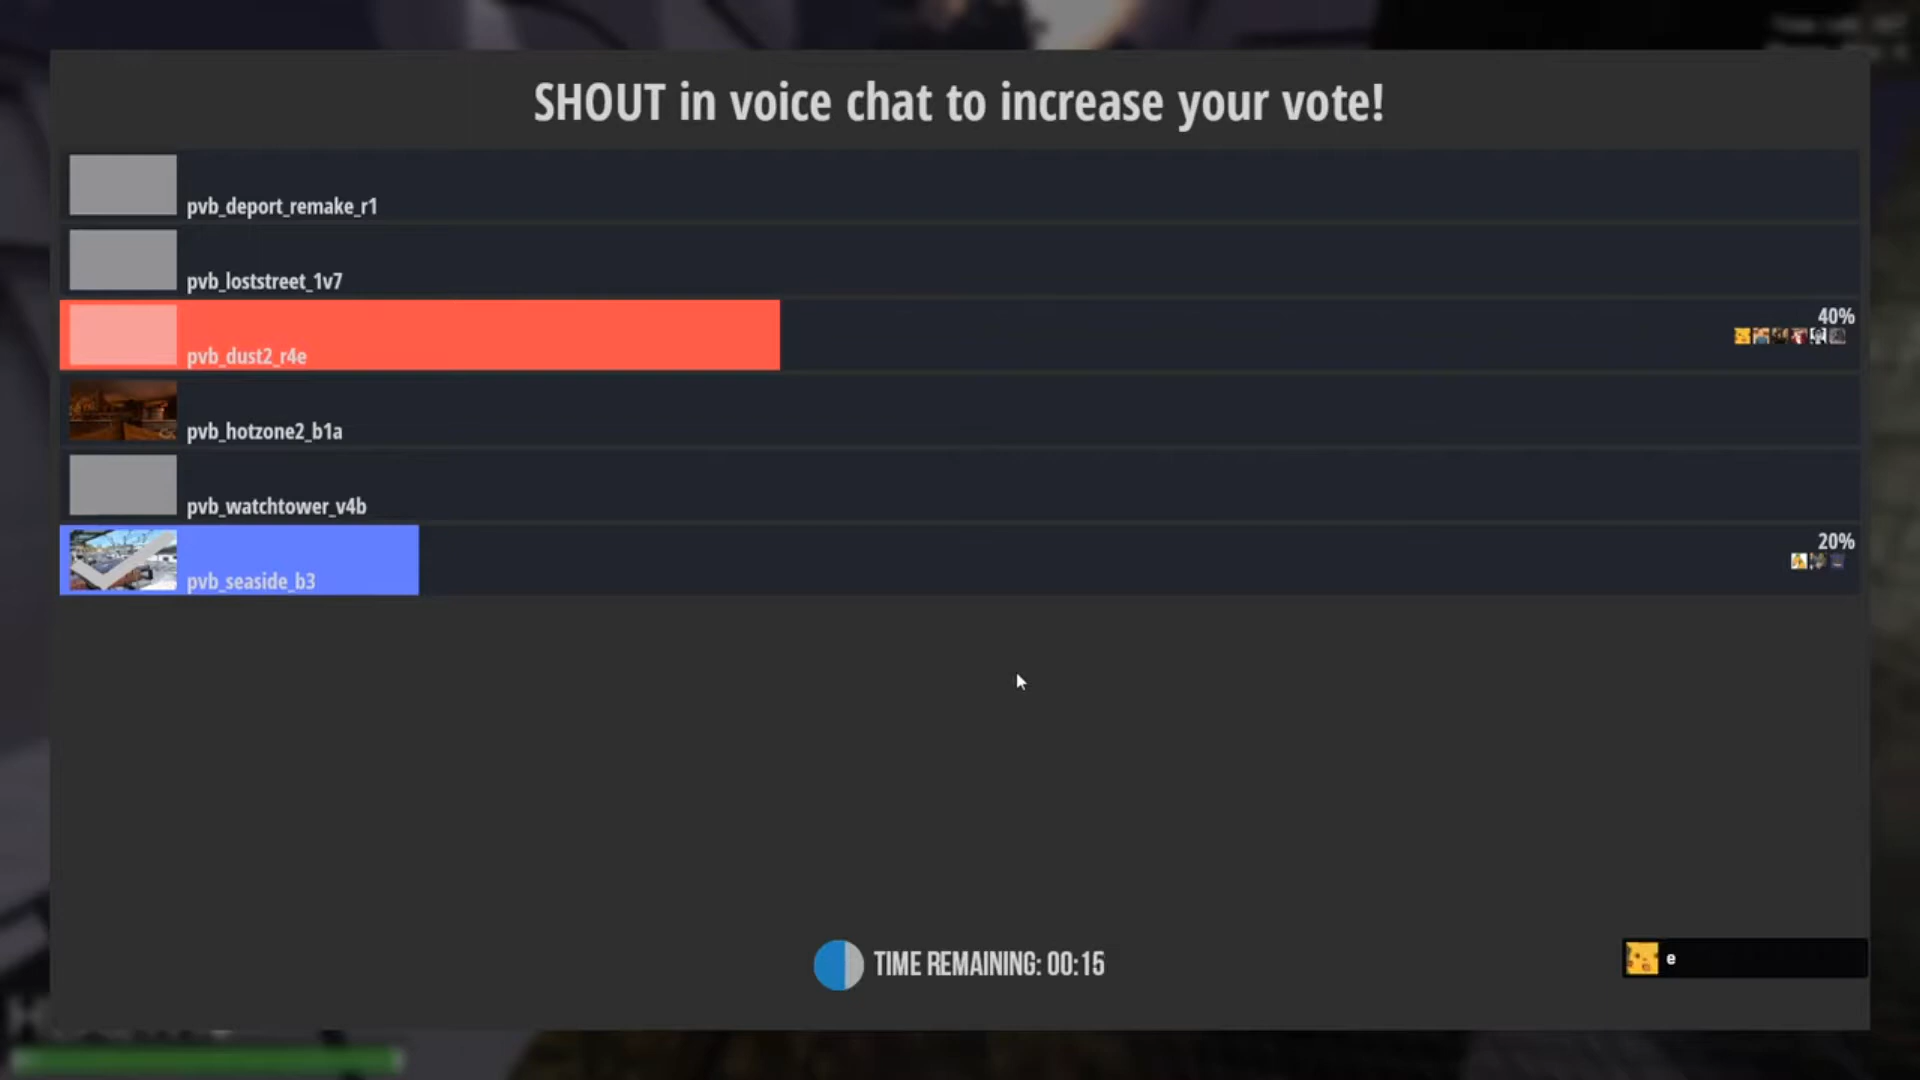 SHOUT in voice chat to increase your vote!
pvb_deport_remake_r1
pvb_loststreet_1v7
40%
pvb_dust2_r4e
pvb_hotzone2_b1a
pvb_watchtower_v4b
20%
pvb_seaside_b3
TIME REMAINING: 00:15
e